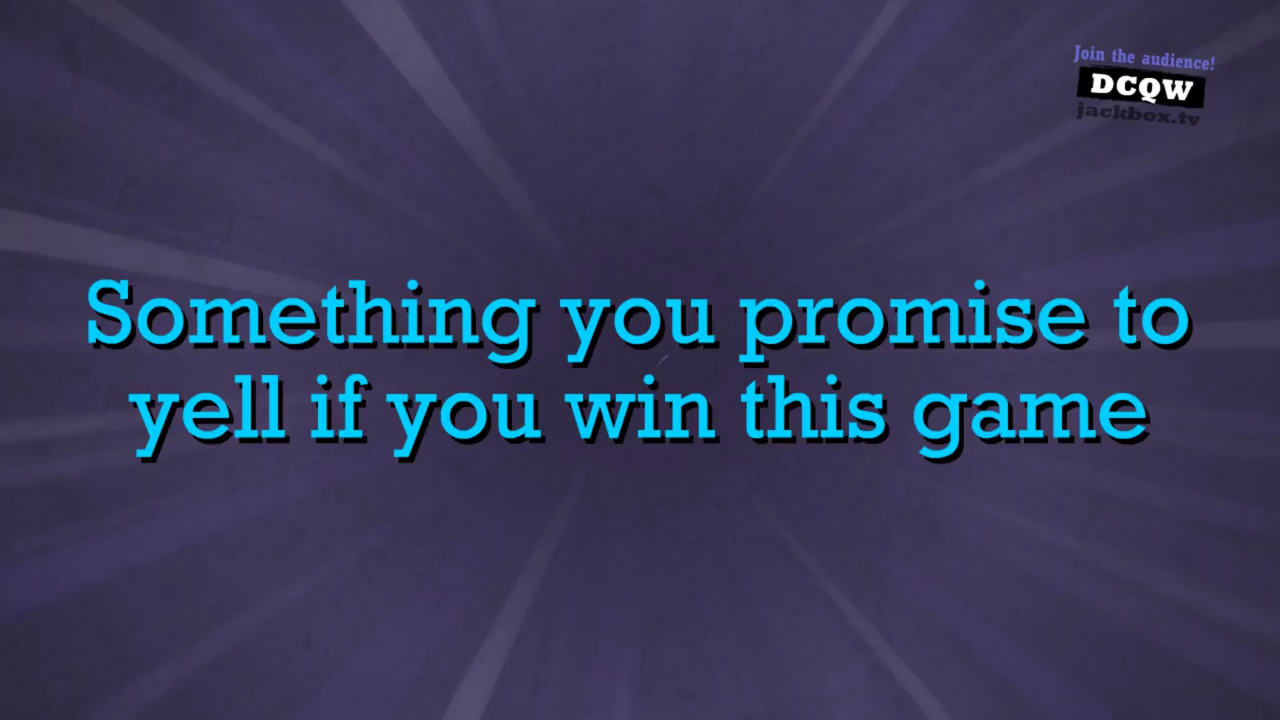 Join the audience!
DCQW
jackbox.tv
Something you promise to
yell if you win this game